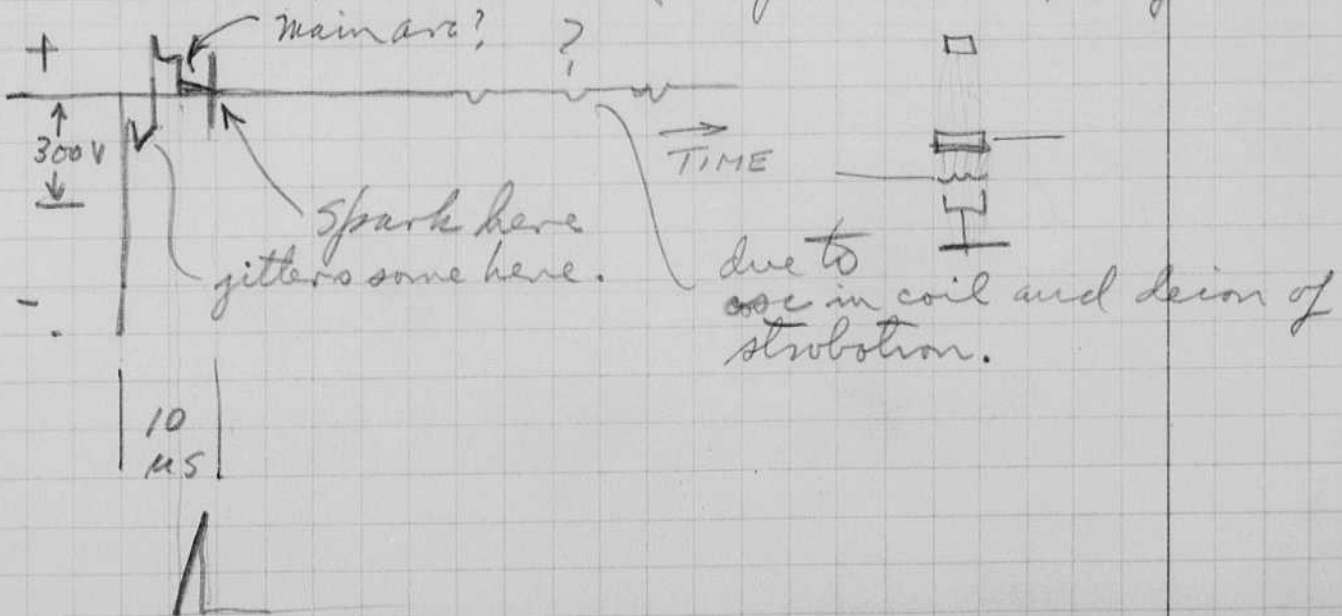 main arc?
?
+
300 V
TIME
Spark here
jitters some here.
due to
osc in coil and deion of
strobotron.
-
10
µs